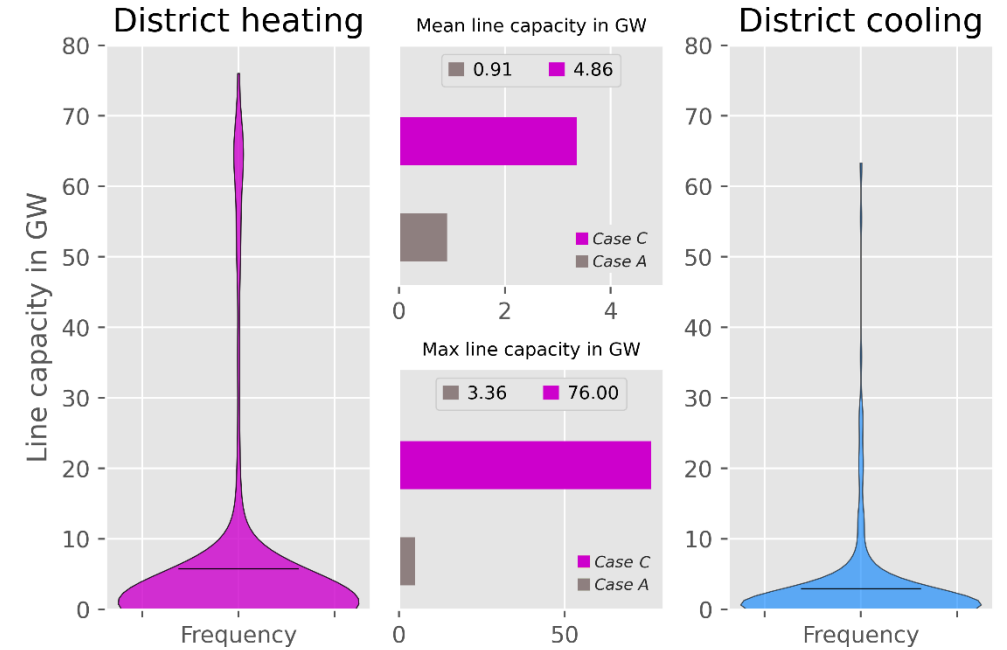 District heating
Mean line capacity in GW
District cooling
80
70
60
50
40
30
20
10
0
Line capacity in GW
Frequency
0.91 4.86
Case C
Case A
0 2 4
Max line capacity in GW
3.36 76.00
Case C
Case A
0 50
80
70
60
50
40
30
20
10
0
Frequency